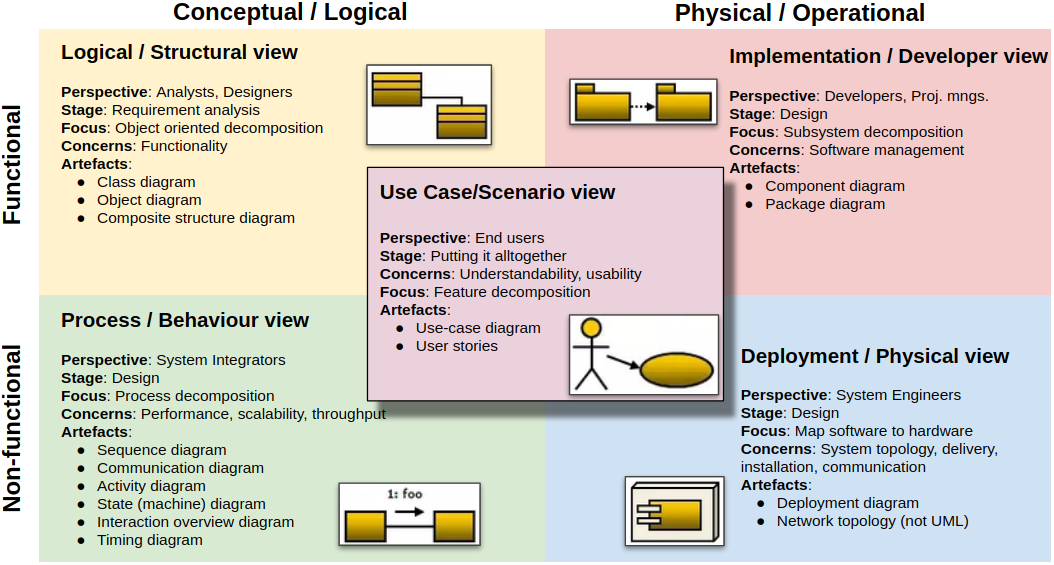 Conceptual / Logical
Physical / Operational
Functional
Non-functional
Logical / Structural view
Perspective: Analysts, Designers
Stage: Requirement analysis
Focus: Object oriented decomposition
Concerns: Functionality
Artefacts:
● Class diagram
● Object diagram
● Composite structure diagram
Implementation / Developer view
Perspective: Developers, Proj. mngs.
Stage: Design
Focus: Subsystem decomposition
Concerns: Software management
Artefacts:
● Component diagram
● Package diagram
Use Case/Scenario view
Perspective: End users
Stage: Putting it alltogether
Concerns: Understandability, usability
Focus: Feature decomposition
Artefacts:
● Use-case diagram
● User stories
Process / Behaviour view
Perspective: System Integrators
Stage: Design
Focus: Process decomposition
Concerns: Performance, scalability, throughput
Artefacts:
● Sequence diagram
● Communication diagram
● Activity diagram
● State (machine) diagram
● Interaction overview diagram
● Timing diagram
1: foo
Deployment / Physical view
Perspective: System Engineers
Stage: Design
Focus: Map software to hardware
Concerns: System topology, delivery,
installation, communication
Artefacts:
● Deployment diagram
● Network topology (not UML)